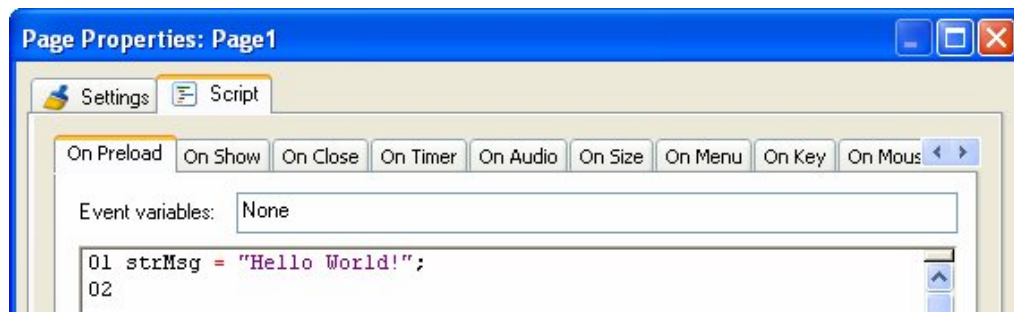 Page Properties: Page1
Settings Script
On Preload On Show On Close On Timer On Audio On Size On Menu On Key On Mous
Event variables: None
01 strMsg = "Hello World!";
02